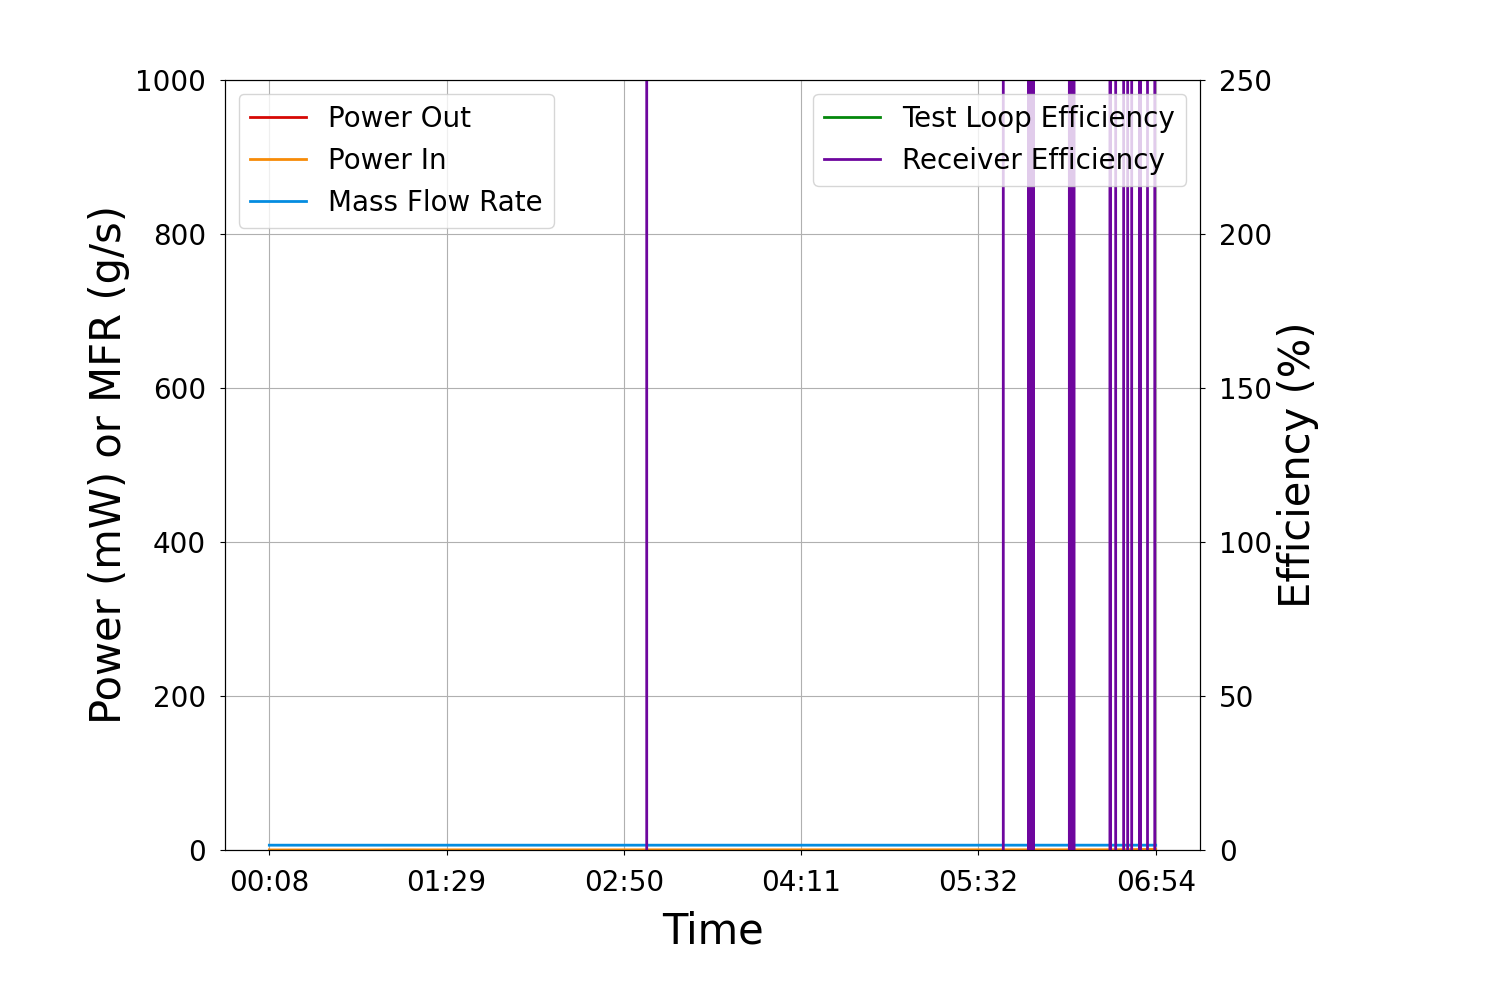 Power (mW) or MFR (g/s)
1000
800
600
400
200
0
Power Out
Power In
Mass Flow Rate
Test Loop Efficiency
Receiver Efficiency
250
200
150
100
50
0
Efficiency (%)
00:08 01:29 02:50 04:11 05:32 06:54
Time